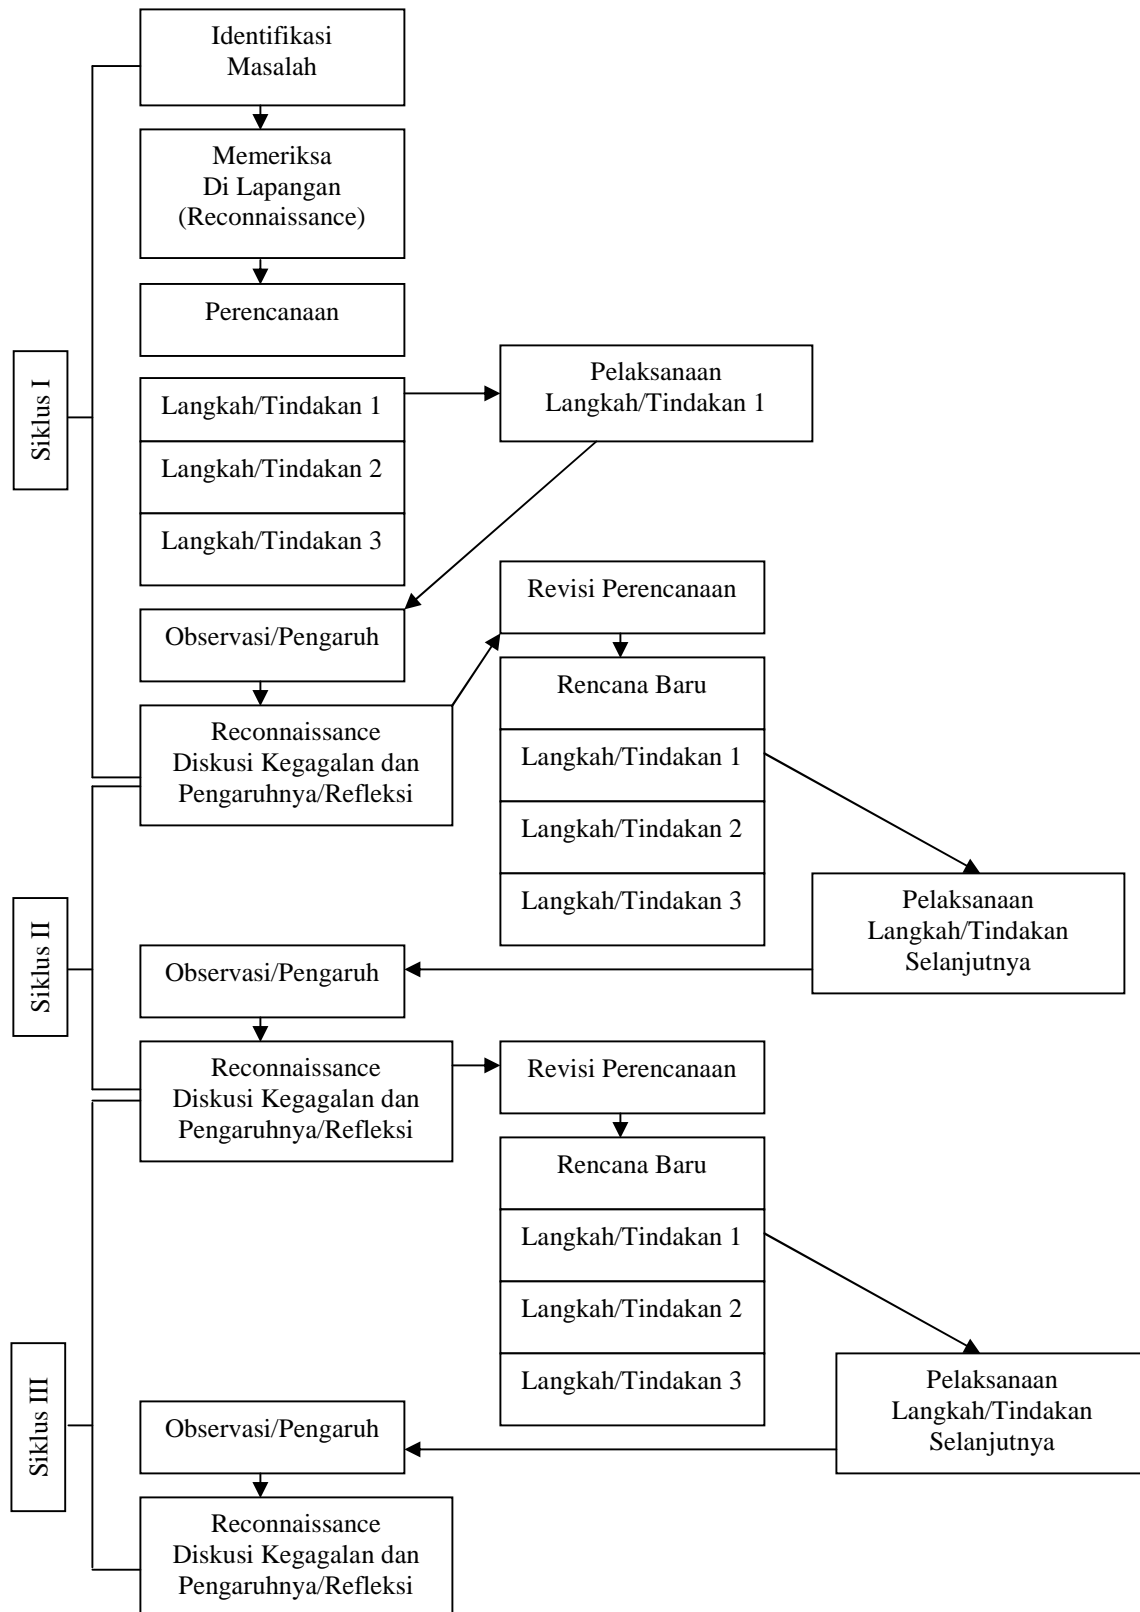 Identifikasi
Masalah
Memeriksa
Di Lapangan
(Reconnaissance)
Perencanaan
Siklus I
Langkah/Tindakan 1
Langkah/Tindakan 2
Langkah/Tindakan 3
Pelaksanaan
Langkah/Tindakan 1
Observasi/Pengaruh
Reconnaissance
Diskusi Kegagalan dan
Pengaruhnya/Refleksi
Revisi Perencanaan
Rencana Baru
Langkah/Tindakan 1
Langkah/Tindakan 2
Langkah/Tindakan 3
Pelaksanaan
Langkah/Tindakan
Selanjutnya
Siklus II
Observasi/Pengaruh
Reconnaissance
Diskusi Kegagalan dan
Pengaruhnya/Refleksi
Revisi Perencanaan
Rencana Baru
Langkah/Tindakan 1
Langkah/Tindakan 2
Langkah/Tindakan 3
Pelaksanaan
Langkah/Tindakan
Selanjutnya
Siklus III
Observasi/Pengaruh
Reconnaissance
Diskusi Kegagalan dan
Pengaruhnya/Refleksi